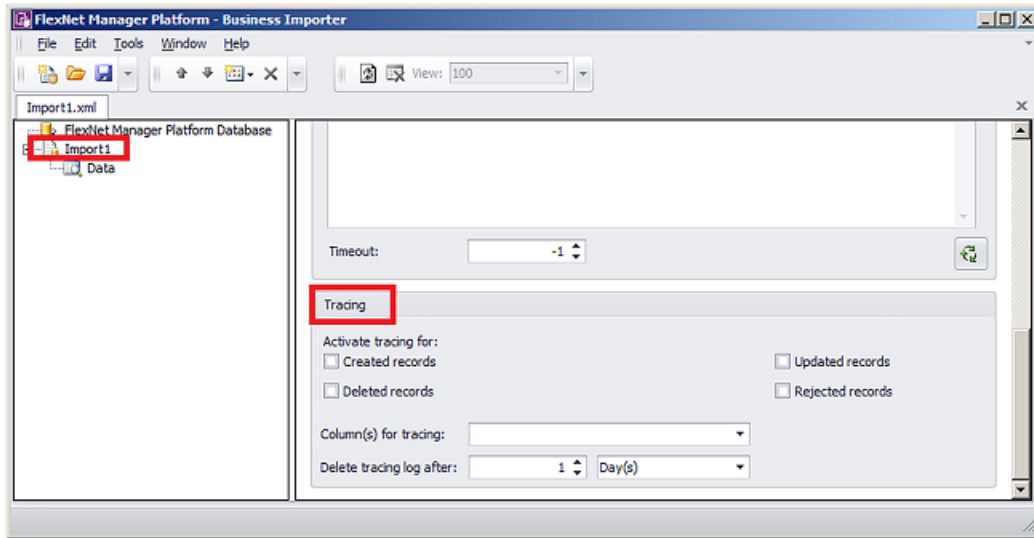 FlexNet Manager Platform - Business Importer
File Edit Tools Window Help
View: 100
Import1.xml
FlexNet Manager Platform Database
Import1
Data
Timeout: -1
Tracing
Activate tracing for:
Created records Updated records
Deleted records Rejected records
Column(s) for tracing:
Delete tracing log after: 1 Day(s)